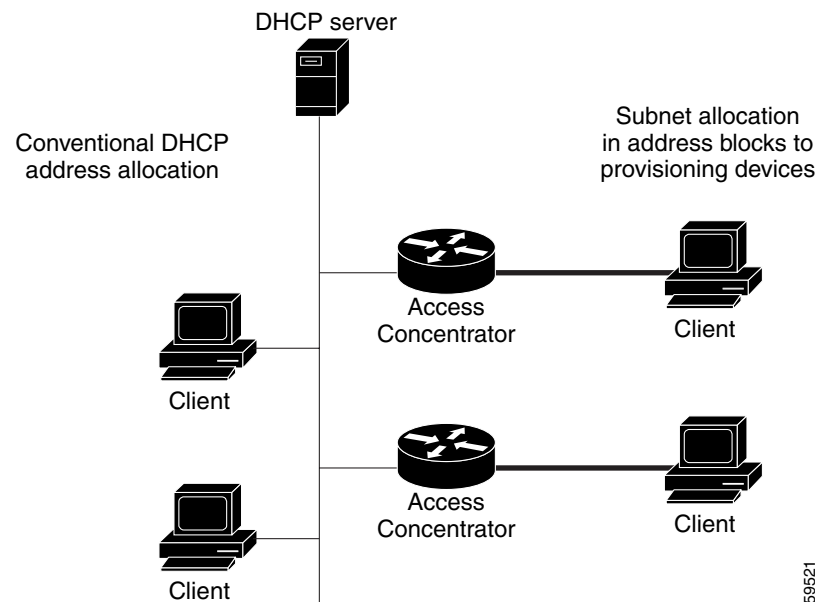 DHCP server
Conventional DHCP
address allocation
Subnet allocation
in address blocks to
provisioning devices
Access
Concentrator
Client
Client
Access
Concentrator
Client
Client
59521